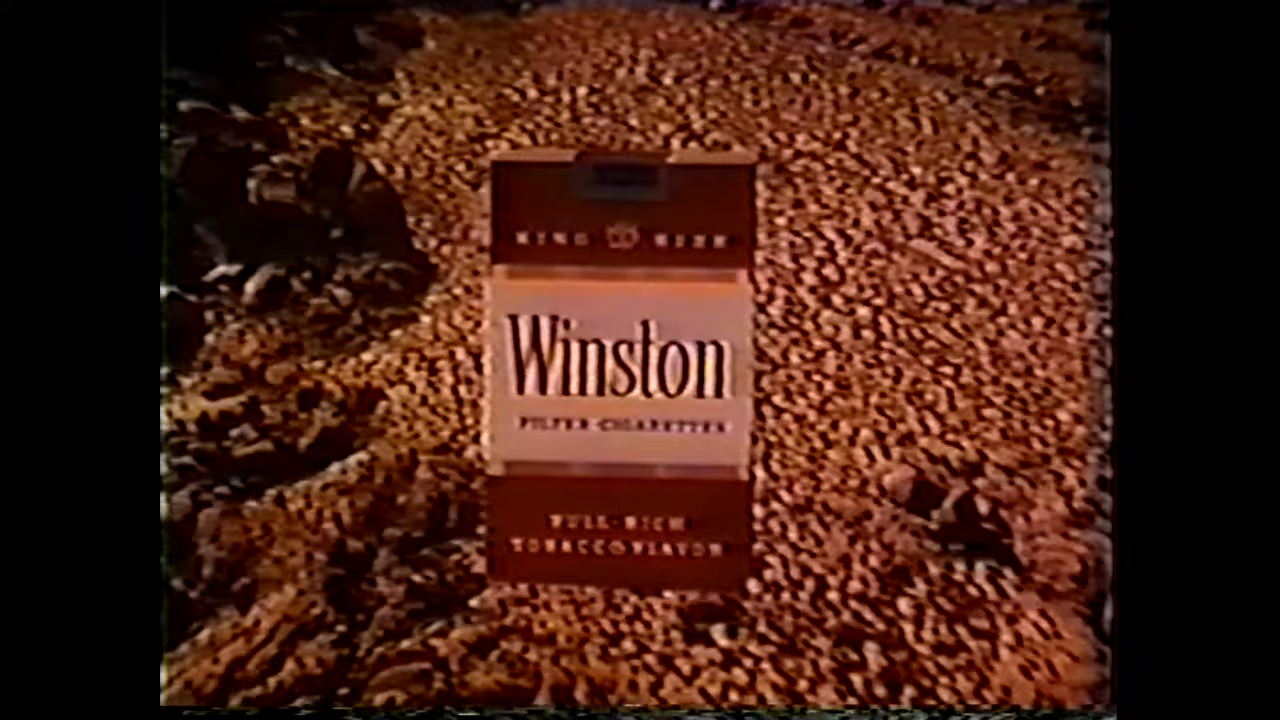 KING SIZE
Winston
FILTER·CIGARETTES
FULL·RICH
TOBACCO FLAVOR